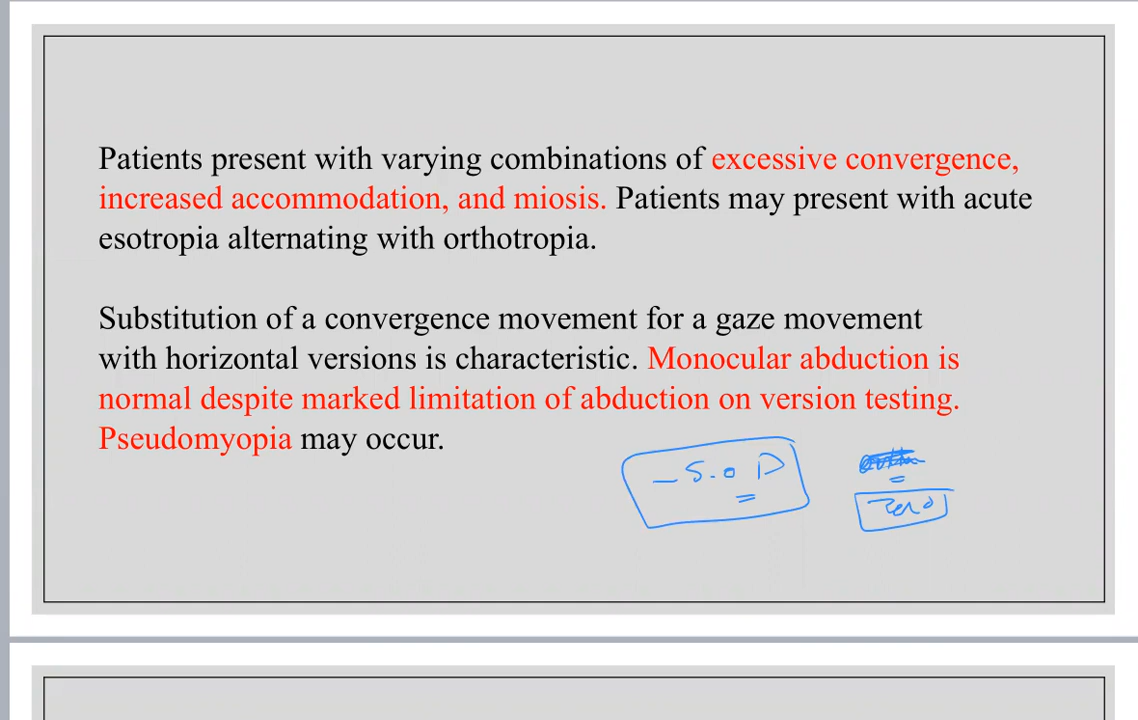 Patients present with varying combinations of excessive convergence,
increased accommodation, and miosis. Patients may present with acute
esotropia alternating with orthotropia.
Substitution of a convergence movement for a gaze movement
with horizontal versions is characteristic. Monocular abduction is
normal despite marked limitation of abduction on version testing.
Pseudomyopia may occur.
-5.0 D
Zero